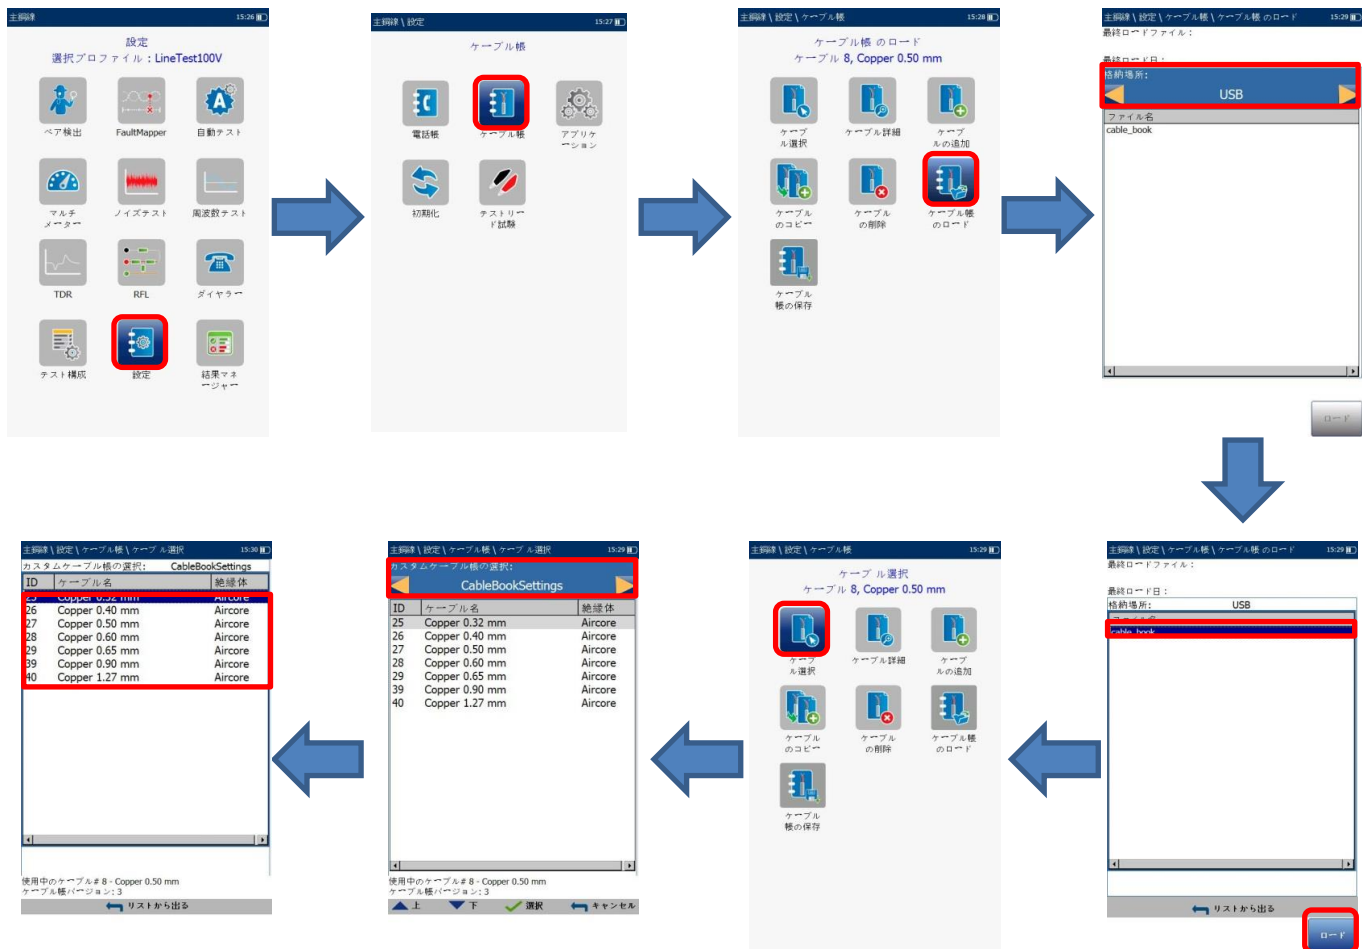 主銅線 15:26
設定
選択プロファイル：LineTest100V
ペア検出
FaultMapper
自動テスト
マルチ
メーター
ノイズテスト
周波数テスト
TDR
RFL
ダイヤラー
テスト構成
設定
結果マネ
ージャー
主銅線 \ 設定 15:27
ケーブル帳
電話帳
ケーブル帳
アプリケ
ーション
初期化
テストリー
ド試験
主銅線 \ 設定 \ ケーブル帳 15:28
ケーブル帳 のロード
ケーブル 8, Copper 0.50 mm
ケーブ
ル選択
ケーブル詳細
ケーブ
ルの追加
ケーブル
のコピー
ケーブル
の削除
ケーブル帳
のロード
ケーブル
帳の保存
主銅線 \ 設定 \ ケーブル帳 \ ケーブル帳 のロード 15:29
最終ロードファイル：
最終ロード日：
格納場所：
USB
ファイル名
cable_book
ロード
主銅線 \ 設定 \ ケーブル帳 \ ケーブ ル選択 15:30
カスタムケーブル帳の選択： CableBookSettings
ID ケーブル名 絶縁体
25 Copper 0.32 mm Aircore
26 Copper 0.40 mm Aircore
27 Copper 0.50 mm Aircore
28 Copper 0.60 mm Aircore
29 Copper 0.65 mm Aircore
39 Copper 0.90 mm Aircore
40 Copper 1.27 mm Aircore
使用中のケーブル# 8 - Copper 0.50 mm
ケーブル帳バージョン: 3
リストから出る
主銅線 \ 設定 \ ケーブル帳 \ ケーブ ル選択 15:29
カスタムケーブル帳の選択：
CableBookSettings
ID ケーブル名 絶縁体
25 Copper 0.32 mm Aircore
26 Copper 0.40 mm Aircore
27 Copper 0.50 mm Aircore
28 Copper 0.60 mm Aircore
29 Copper 0.65 mm Aircore
39 Copper 0.90 mm Aircore
40 Copper 1.27 mm Aircore
使用中のケーブル# 8 - Copper 0.50 mm
ケーブル帳バージョン: 3
上 下 選択 キャンセル
主銅線 \ 設定 \ ケーブル帳 15:29
ケーブ ル選択
ケーブル 8, Copper 0.50 mm
ケーブ
ル選択
ケーブル詳細
ケーブ
ルの追加
ケーブル
のコピー
ケーブル
の削除
ケーブル帳
のロード
ケーブル
帳の保存
主銅線 \ 設定 \ ケーブル帳 \ ケーブル帳 のロード 15:29
最終ロードファイル：
最終ロード日：
格納場所： USB
ファイル名
cable_book
リストから出る
ロード